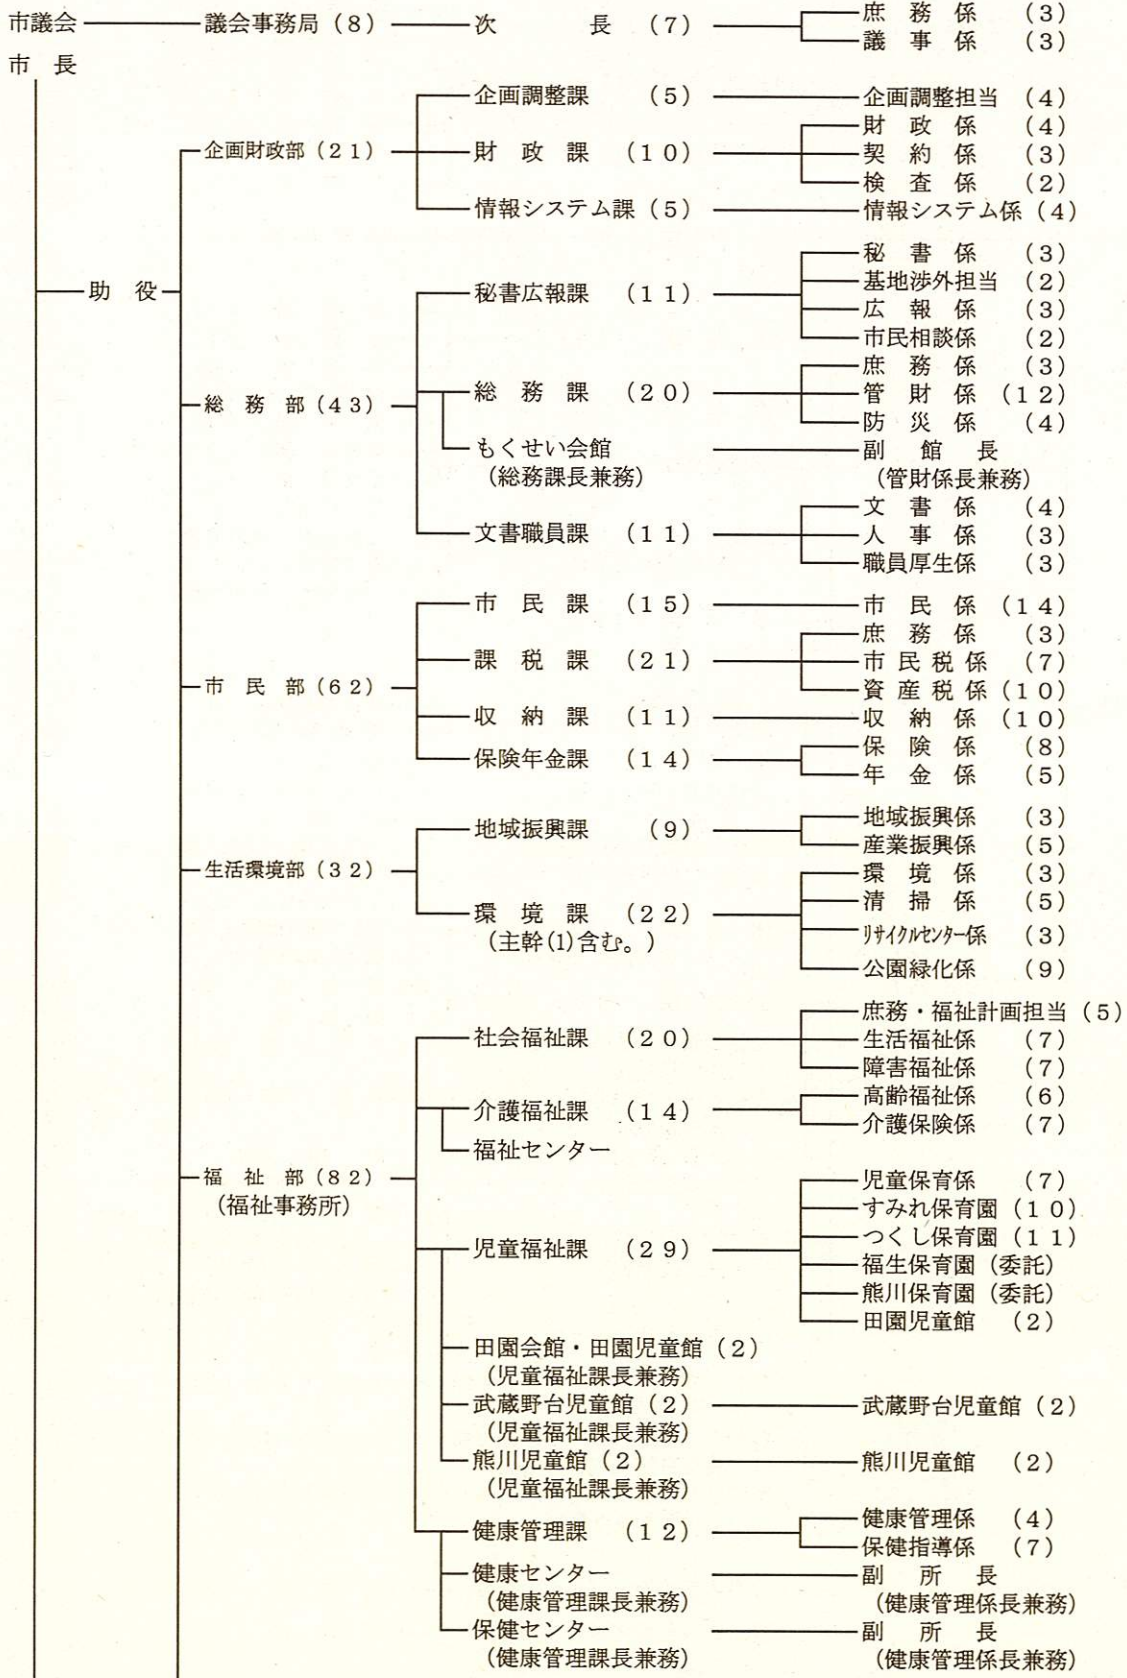 庶務係 (3)
市議会 議会事務局 (8) 次長 (7)
議事係 (3)
市長
企画調整課 (5) 企画調整担当 (4)
財政係 (4)
企画財政部 (21) 財政課 (10) 契約係 (3)
検査係 (2)
情報システム課 (5) 情報システム係 (4)
秘書係 (3)
助役 秘書広報課 (11) 基地渉外担当 (2)
広報係 (3)
市民相談係 (2)
庶務係 (3)
総務部 (43) 総務課 (20) 管財係 (12)
防災係 (4)
もくせい会館 副館長
(総務課長兼務) (管財係長兼務)
文書係 (4)
文書職員課 (11) 人事係 (3)
職員厚生係 (3)
市民課 (15) 市民係 (14)
庶務係 (3)
課税課 (21) 市民税係 (7)
市民部 (62) 資産税係 (10)
収納課 (11) 収納係 (10)
保険係 (8)
保険年金課 (14)
年金係 (5)
地域振興係 (3)
地域振興課 (9)
産業振興係 (5)
生活環境部 (32) 環境係 (3)
清掃係 (5)
環境課 (22)
(主幹(1)含む。) リサイクルセンター係 (3)
公園緑化係 (9)
庶務・福祉計画担当 (5)
社会福祉課 (20) 生活福祉係 (7)
障害福祉係 (7)
高齢福祉係 (6)
介護福祉課 (14)
介護保険係 (7)
福祉センター
福祉部 (82) 児童保育係 (7)
(福祉事務所) すみれ保育園 (10)
つくし保育園 (11)
児童福祉課 (29)
福生保育園 (委託)
熊川保育園 (委託)
田園児童館 (2)
田園会館・田園児童館 (2)
(児童福祉課長兼務)
武蔵野台児童館 (2) 武蔵野台児童館 (2)
(児童福祉課長兼務)
熊川児童館 (2) 熊川児童館 (2)
(児童福祉課長兼務)
健康管理係 (4)
健康管理課 (12)
保健指導係 (7)
健康センター 副所長
(健康管理課長兼務) (健康管理係長兼務)
保健センター 副所長
(健康管理課長兼務) (健康管理係長兼務)